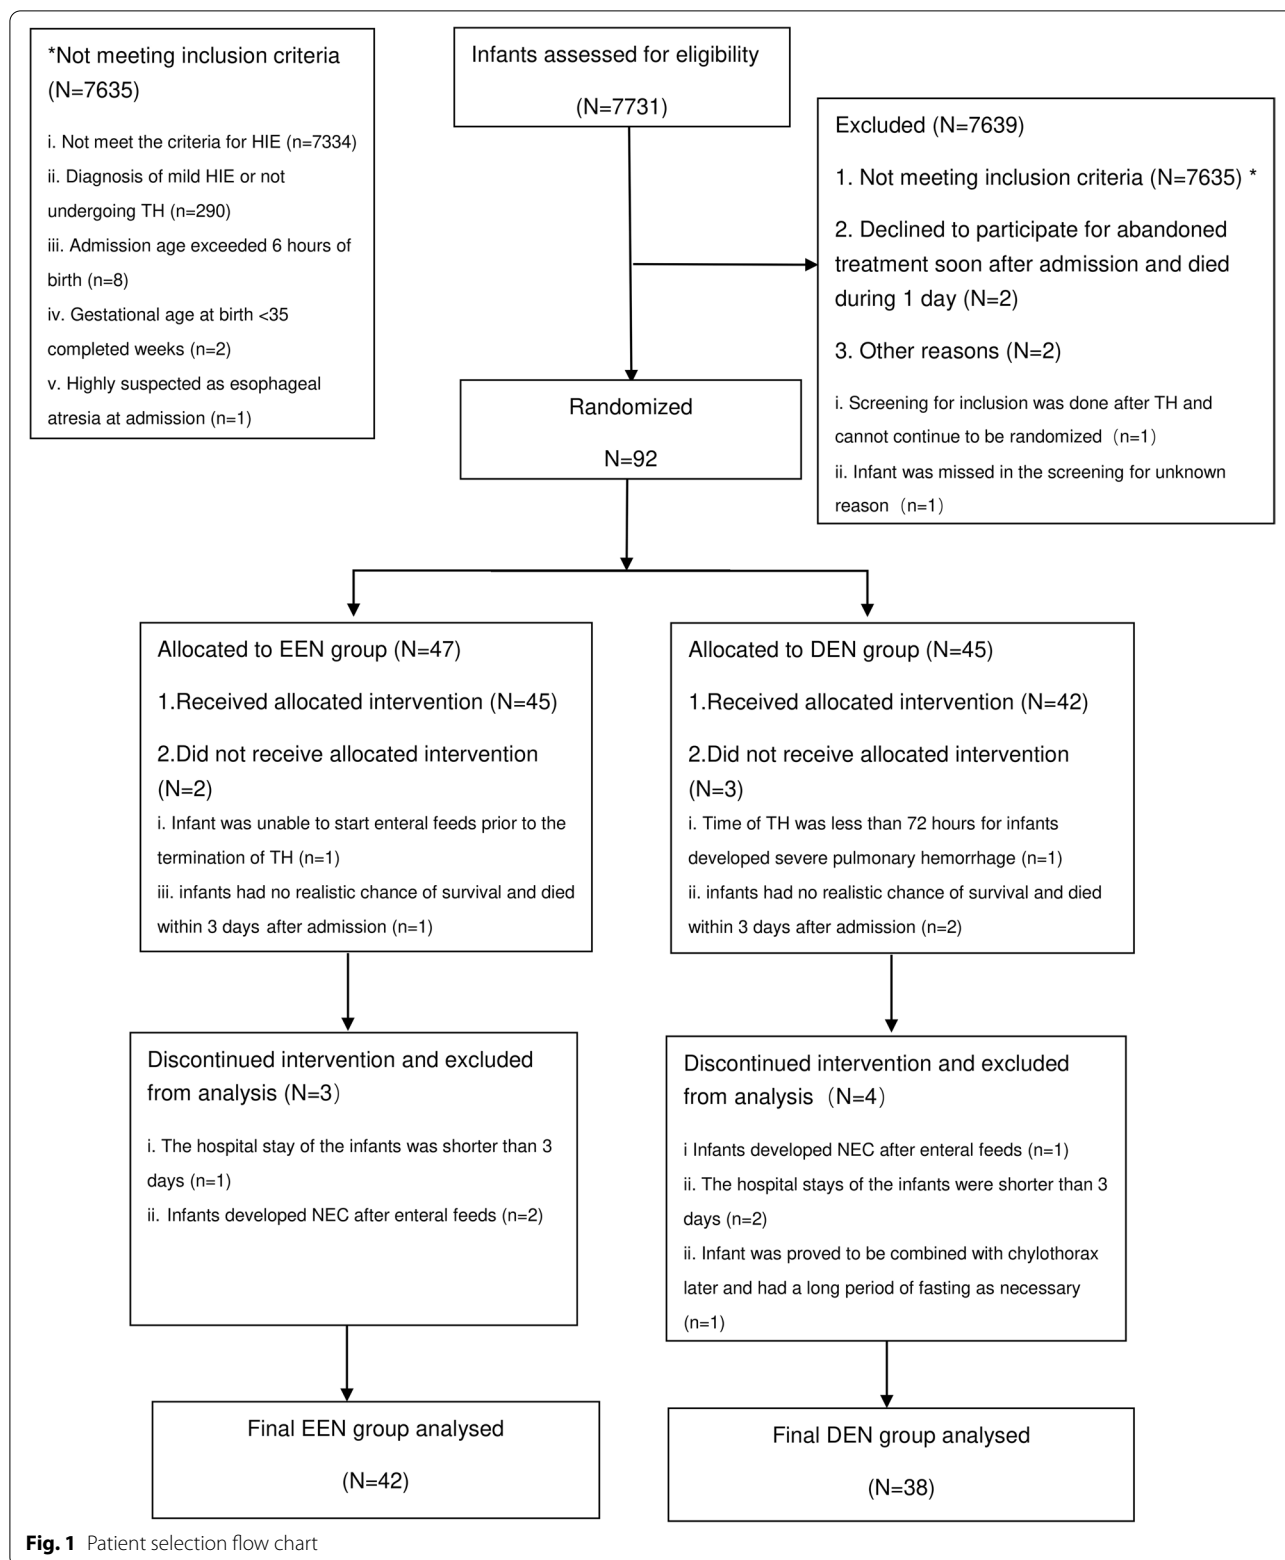 *Not meeting inclusion criteria
(N=7635)
i. Not meet the criteria for HIE (n=7334)
ii. Diagnosis of mild HIE or not
undergoing TH (n=290)
iii. Admission age exceeded 6 hours of
birth (n=8)
iv. Gestational age at birth <35
completed weeks (n=2)
v. Highly suspected as esophageal
atresia at admission (n=1)
Infants assessed for eligibility
(N=7731)
Excluded (N=7639)
1. Not meeting inclusion criteria (N=7635) *
2. Declined to participate for abandoned
treatment soon after admission and died
during 1 day (N=2)
3. Other reasons (N=2)
i. Screening for inclusion was done after TH and
cannot continue to be randomized（n=1）
ii. Infant was missed in the screening for unknown
reason（n=1）
Randomized
N=92
Allocated to EEN group (N=47)
1.Received allocated intervention (N=45)
2.Did not receive allocated intervention
(N=2)
i. Infant was unable to start enteral feeds prior to the
termination of TH (n=1)
iii. infants had no realistic chance of survival and died
within 3 days after admission (n=1)
Allocated to DEN group (N=45)
1.Received allocated intervention (N=42)
2.Did not receive allocated intervention
(N=3)
i. Time of TH was less than 72 hours for infants
developed severe pulmonary hemorrhage (n=1)
ii. infants had no realistic chance of survival and died
within 3 days after admission (n=2)
Discontinued intervention and excluded
from analysis (N=3）
i. The hospital stay of the infants was shorter than 3
days (n=1)
ii. Infants developed NEC after enteral feeds (n=2)
Discontinued intervention and excluded
from analysis（N=4）
i Infants developed NEC after enteral feeds (n=1)
ii. The hospital stays of the infants were shorter than 3
days (n=2)
ii. Infant was proved to be combined with chylothorax
later and had a long period of fasting as necessary
(n=1)
Final EEN group analysed
(N=42)
Final DEN group analysed
(N=38)
Fig. 1 Patient selection flow chart